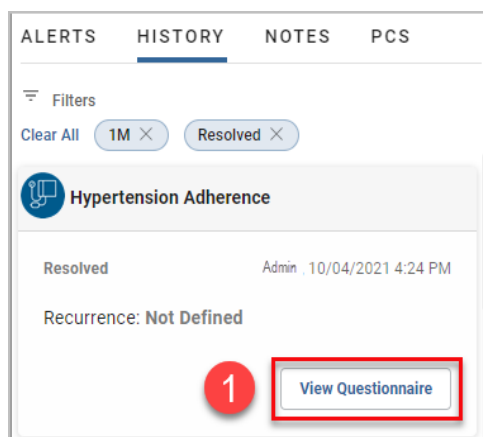 ALERTS HISTORY NOTES PCS
Filters
Clear All 1M Resolved
Hypertension Adherence
Resolved Admin , 10/04/2021 4:24 PM
Recurrence: Not Defined
1 View Questionnaire